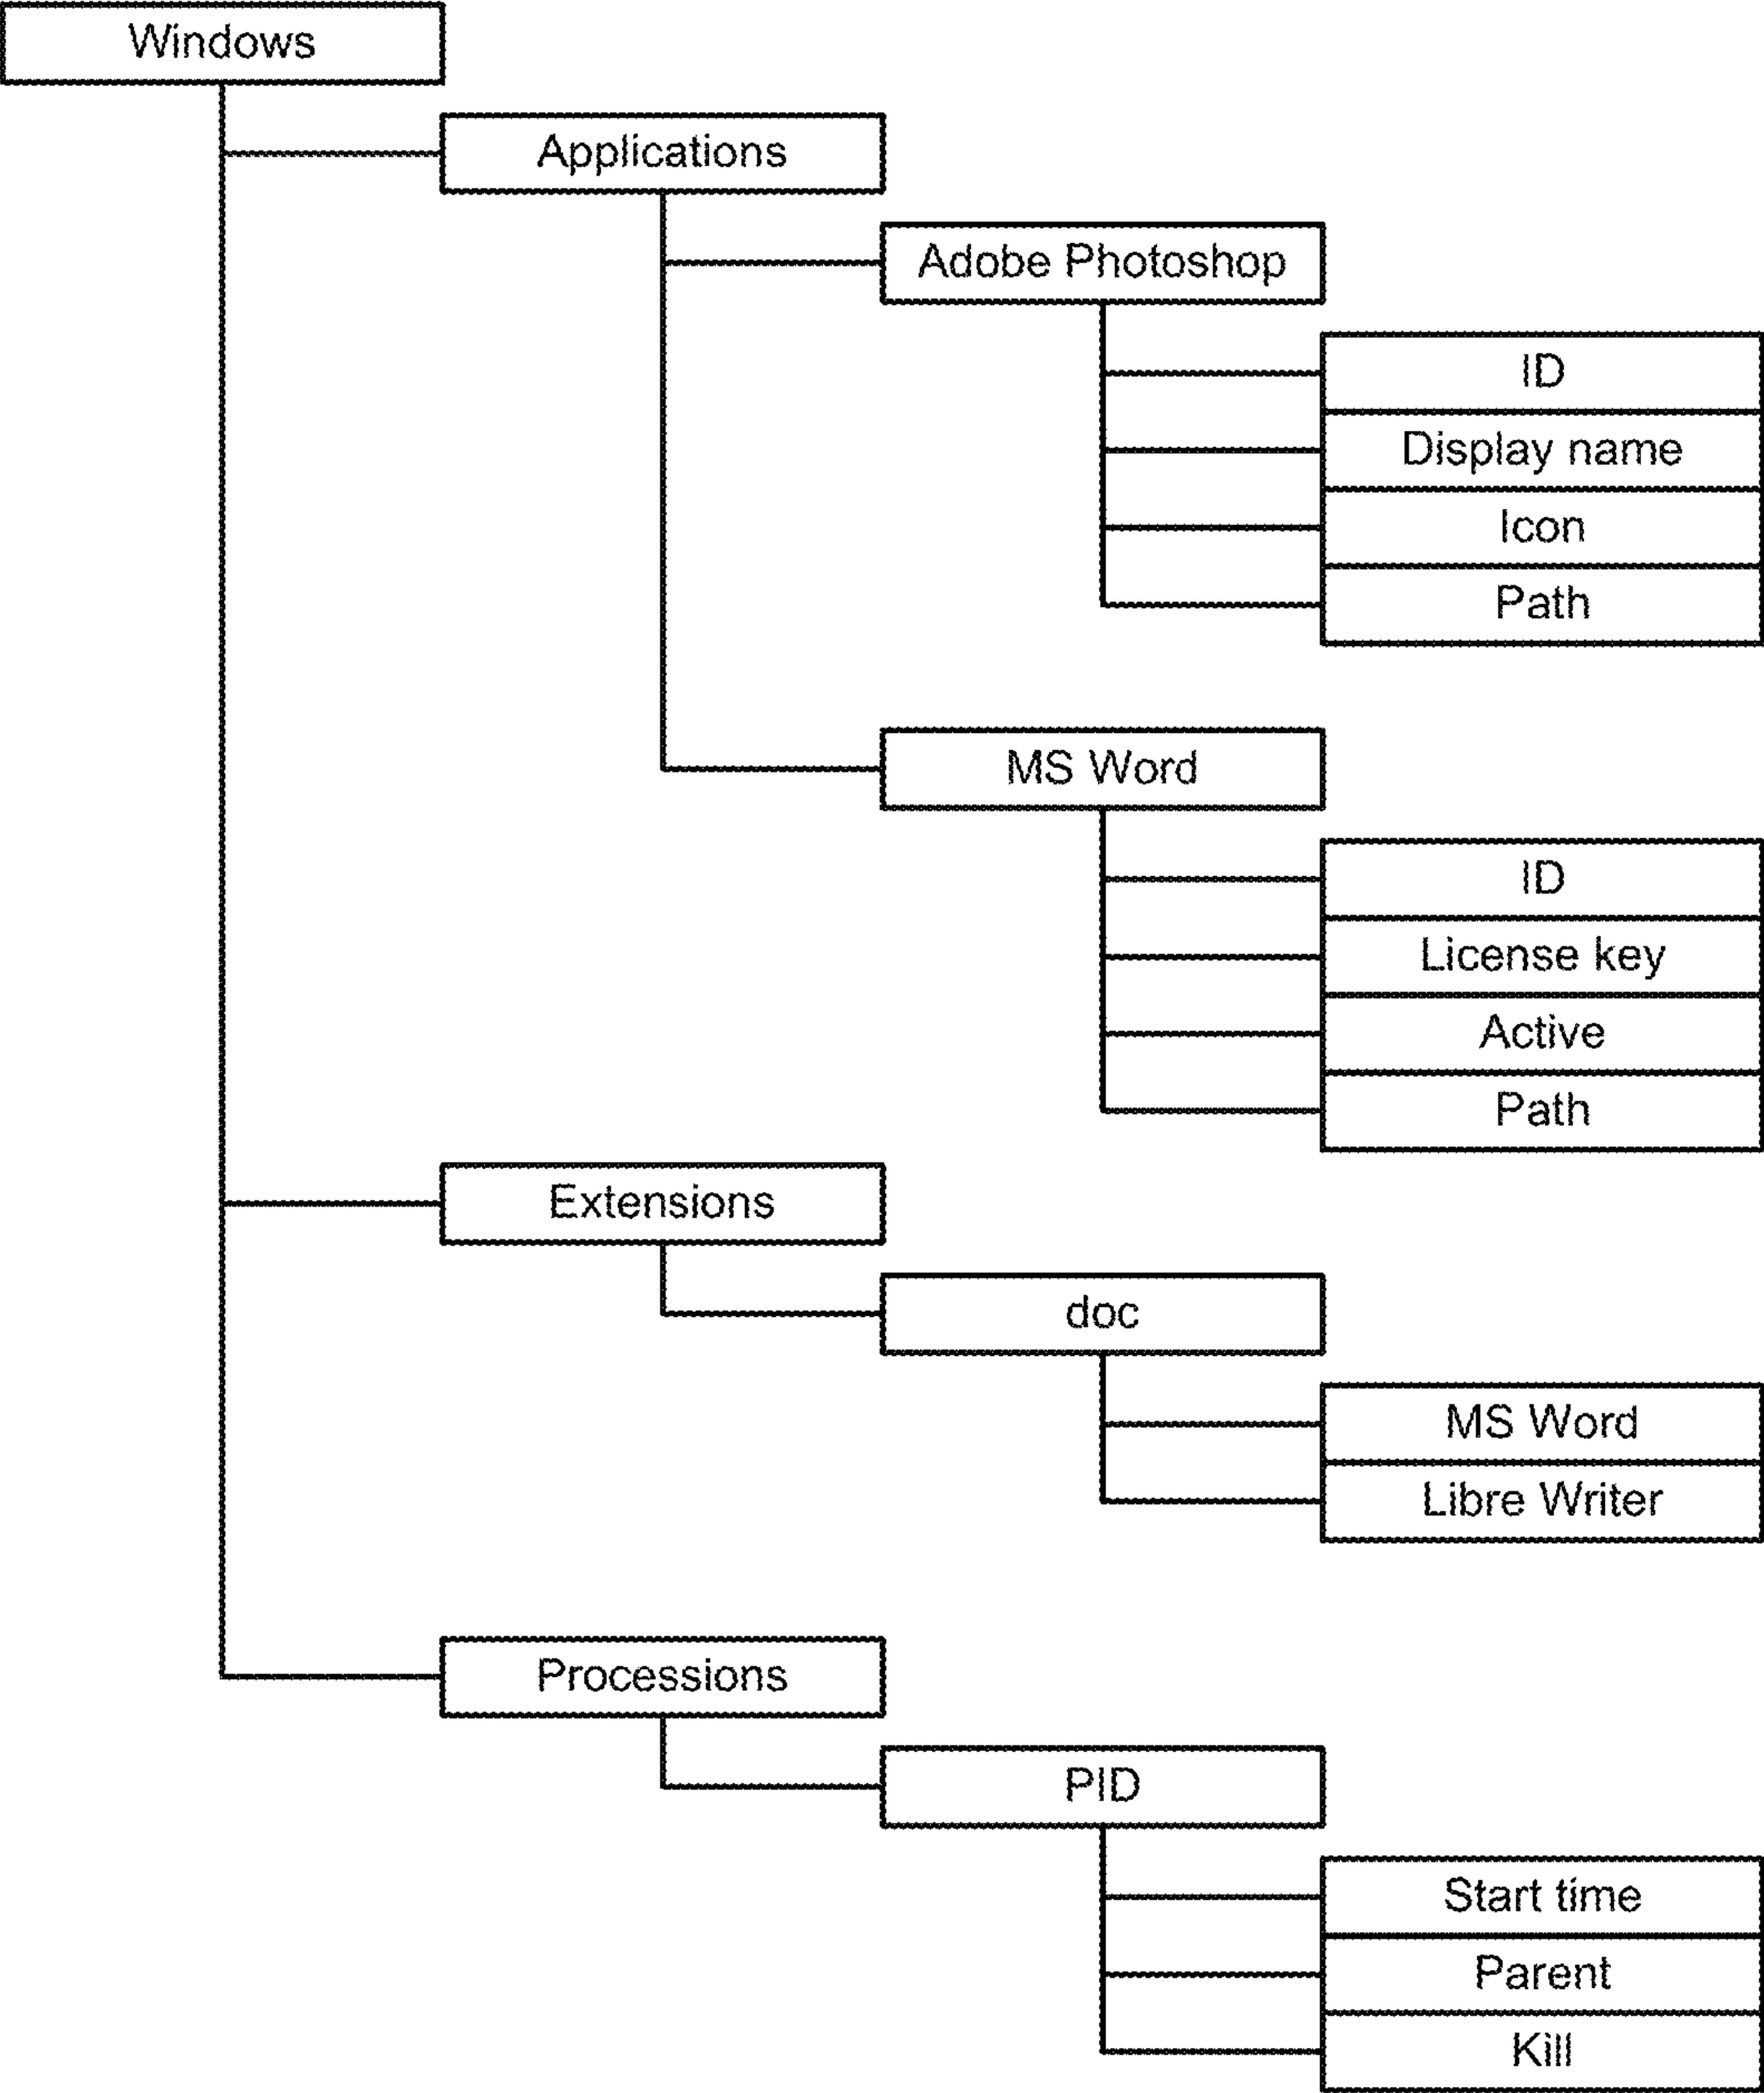 Windows
Applications
Adobe Photoshop
ID
Display name
Icon
Path
MS Word
ID
License key
Active
Path
Extensions
doc
MS Word
Libre Writer
Processions
PID
Start time
Parent
Kill